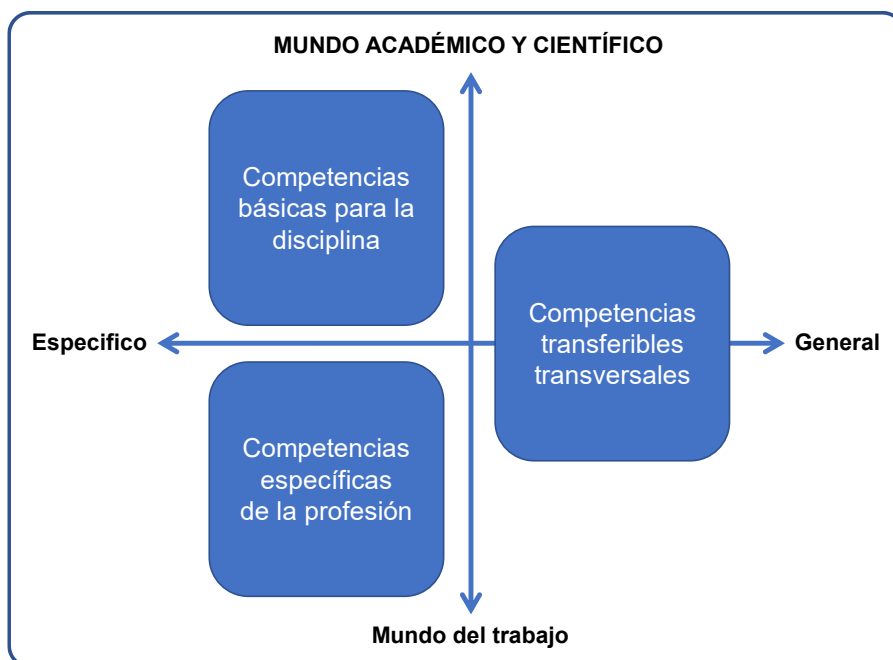 MUNDO ACADÉMICO Y CIENTÍFICO
Competencias
básicas para la
disciplina
Especifico
Competencias
transferibles
transversales
General
Competencias
específicas
de la profesión
Mundo del trabajo